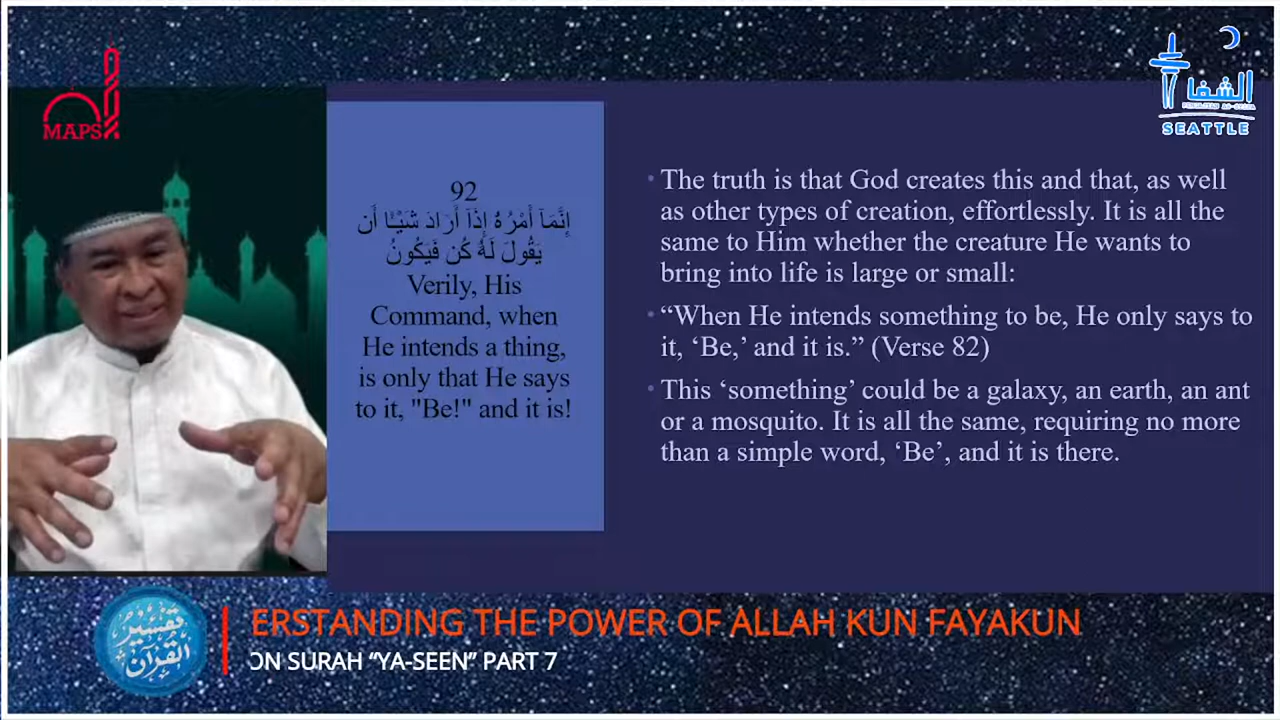 MAPS
الشفا
SEATTLE
92
إِنَّمَآ أَمْرُهُۥٓ إِذَآ أَرَادَ شَيْـًٔا أَن
يَقُولَ لَهُۥ كُن فَيَكُونُ
Verily, His
Command, when
He intends a thing,
is only that He says
to it, "Be!" and it is!
• The truth is that God creates this and that, as well
as other types of creation, effortlessly. It is all the
same to Him whether the creature He wants to
bring into life is large or small:
• “When He intends something to be, He only says to
it, ‘Be,’ and it is.” (Verse 82)
• This ‘something’ could be a galaxy, an earth, an ant
or a mosquito. It is all the same, requiring no more
than a simple word, ‘Be’, and it is there.
تفسير
القرآن
ERSTANDING THE POWER OF ALLAH KUN FAYAKUN
ON SURAH “YA-SEEN” PART 7